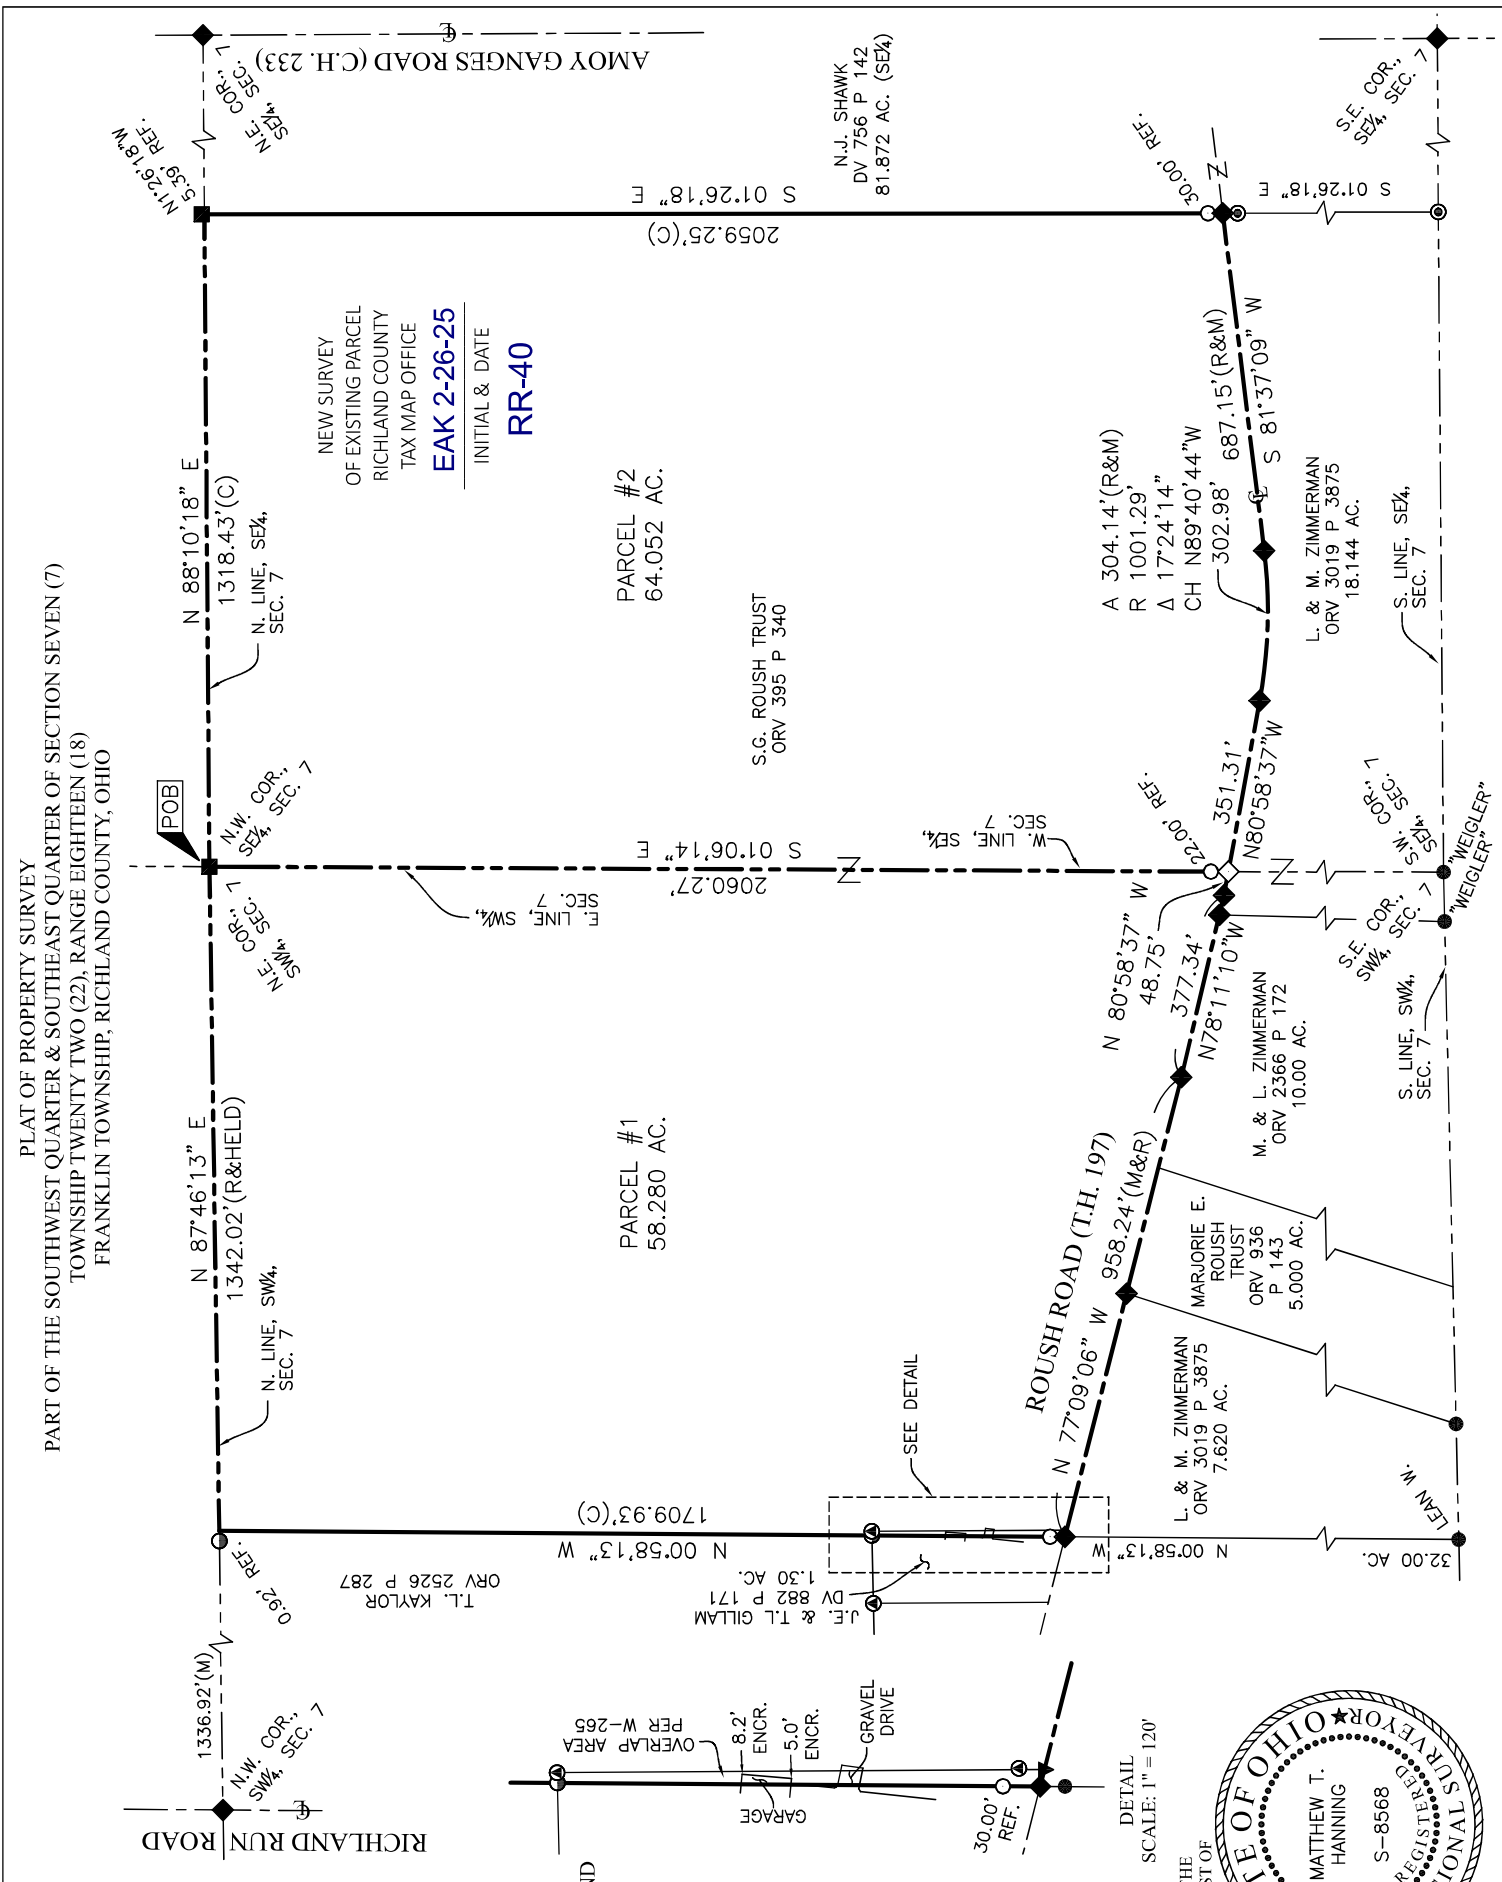 PLAT OF PROPERTY SURVEY
PART OF THE SOUTHWEST QUARTER & SOUTHEAST QUARTER OF SECTION SEVEN (7)
TOWNSHIP TWENTY TWO (22), RANGE EIGHTEEN (18)
FRANKLIN TOWNSHIP, RICHLAND COUNTY, OHIO
RICHLAND RUN ROAD
℄
N.W. COR.,
SW¼, SEC. 7
1336.92'(M)
0.92' REF.
T.L. KAYLOR
ORV 2526 P 287
N. LINE, SW¼,
SEC. 7
N 87°46'13" E
1342.02'(R&HELD)
N.E. COR.,
SW¼, SEC. 7
POB
N.W. COR.,
SE¼, SEC. 7
N 88°10'18" E
1318.43'(C)
N. LINE, SE¼,
SEC. 7
N1°26'18"W
5.39' REF.
N.E. COR.,
SE¼, SEC. 7
℄
AMOY GANGES ROAD (C.H. 233)
NEW SURVEY
OF EXISTING PARCEL
RICHLAND COUNTY
TAX MAP OFFICE
EAK 2-26-25
INITIAL & DATE
RR-40
PARCEL #1
58.280 AC.
PARCEL #2
64.052 AC.
S.G. ROUSH TRUST
ORV 395 P 340
N 00°58'13" W
1709.93'(C)
E. LINE, SW¼,
SEC. 7
S 01°06'14" E
2060.27'
Z
W. LINE, SE¼,
SEC. 7
S 01°26'18" E
2059.25'(C)
N.J. SHAWK
DV 756 P 142
81.872 AC. (SE¼)
J.E. & T.L GILLAM
DV 882 P 171
1.30 AC.
SEE DETAIL
ROUSH ROAD (T.H. 197)
N 77°09'06" W
958.24'(M&R)
377.34'
N78°11'10"W
N 80°58'37" W
48.75'
22.00' REF.
351.31'
N80°58'37"W
A 304.14'(R&M)
R 1001.29'
Δ 17°24'14"
CH N89°40'44"W
302.98'
687.15'(R&M)
℄
S 81°37'09" W
30.00' REF.
Z
Z
S 01°26'18" E
L. & M. ZIMMERMAN
ORV 3019 P 3875
7.620 AC.
MARJORIE E.
ROUSH
TRUST
ORV 936
P 143
5.000 AC.
M. & L. ZIMMERMAN
ORV 2366 P 172
10.00 AC.
L. & M. ZIMMERMAN
ORV 3019 P 3875
18.144 AC.
N 00°58'13" W
32.00 AC.
LEAN W.
S. LINE, SW¼,
SEC. 7
S.E. COR.,
SW¼, SEC. 7
"WEIGLER"
"WEIGLER"
S.W. COR.,
SE¼, SEC. 7
S. LINE, SE¼,
SEC. 7
S.E. COR.,
SE¼, SEC. 7
OVERLAP AREA
PER W-265
8.2'
ENCR.
5.0'
ENCR.
GARAGE
GRAVEL
DRIVE
30.00'
REF.
DETAIL
SCALE: 1" = 120'
TE OF OHIO
MATTHEW T.
HANNING
S-8568
REGISTERED
IONAL SURVEYOR
ND
THE
ST OF